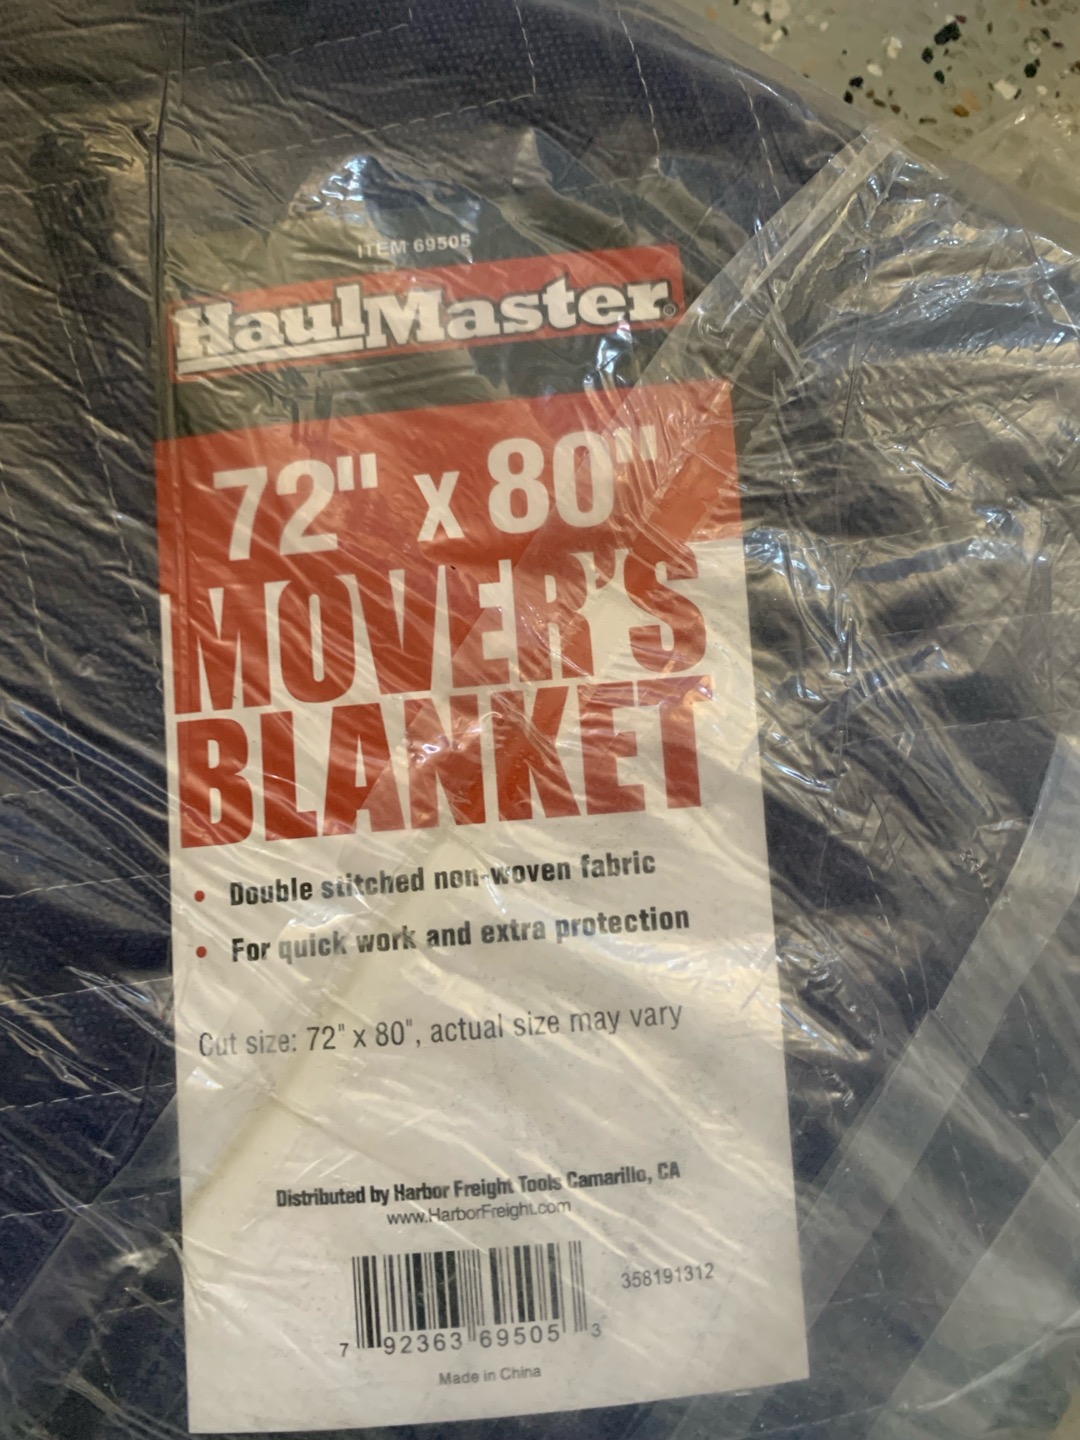 ITEM 69505
HaulMaster®
72" x 80"
MOVER'S
BLANKET
• Double stitched non-woven fabric
• For quick work and extra protection
Cut size: 72" x 80", actual size may vary
Distributed by Harbor Freight Tools Camarillo, CA
www.HarborFreight.com
358191312
7 92363 69505 3
Made in China